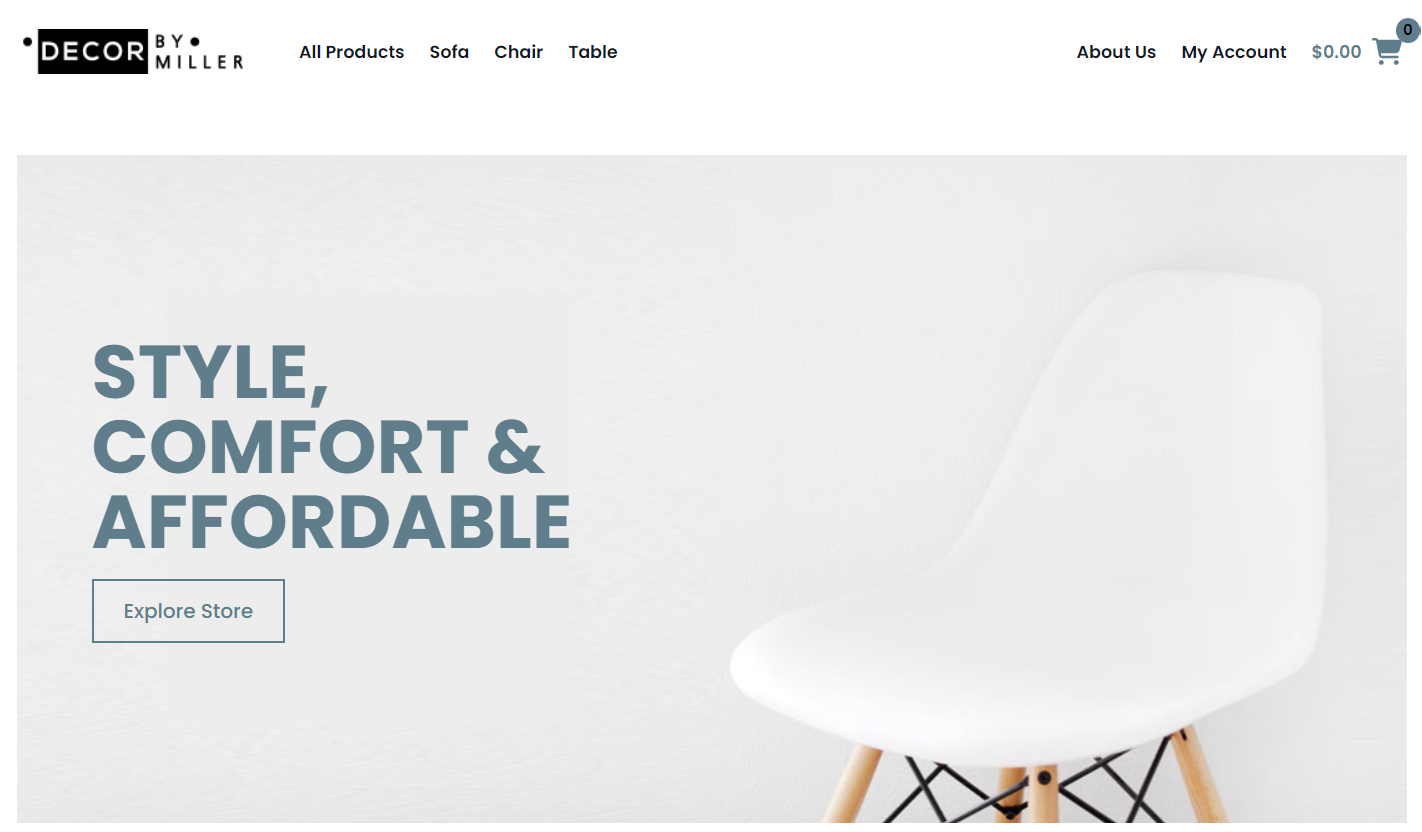 DECOR BY MILLER
All Products Sofa Chair Table
About Us My Account $0.00 0
STYLE,
COMFORT &
AFFORDABLE
Explore Store